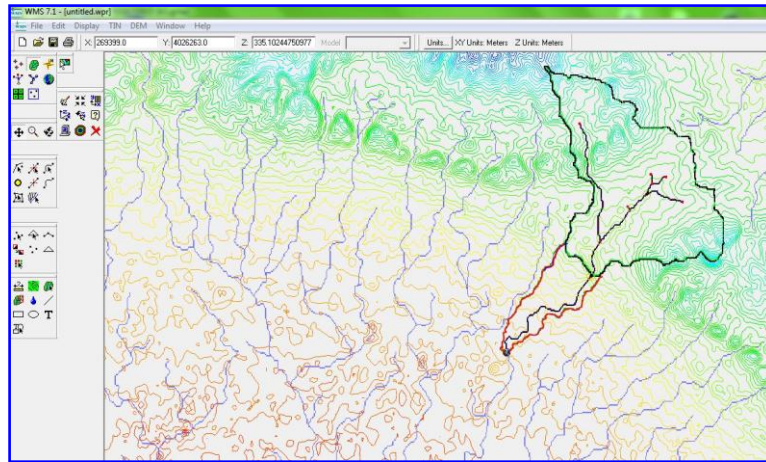 WMS 7.1 - [untitled.wpr]
File Edit Display TIN DEM Window Help
X: 269399.0 Y: 4026263.0 Z: 335.10244750977 Model Units... XY Units: Meters Z Units: Meters
T